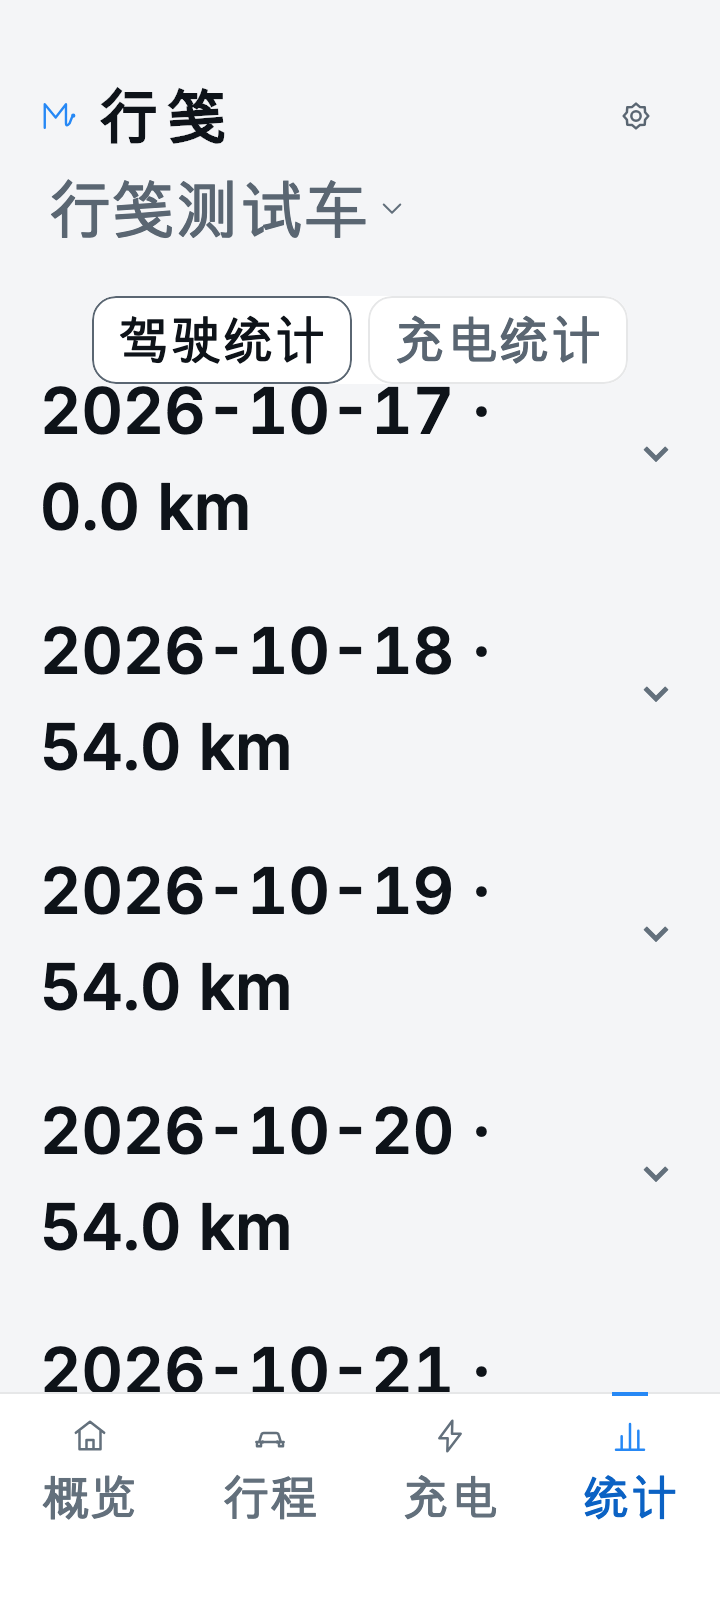 行笺
行笺测试车
驾驶统计
充电统计
2026-10-17 ·
0.0 km
2026-10-18 ·
54.0 km
2026-10-19 ·
54.0 km
2026-10-20 ·
54.0 km
2026-10-21 ·
概览
行程
充电
统计